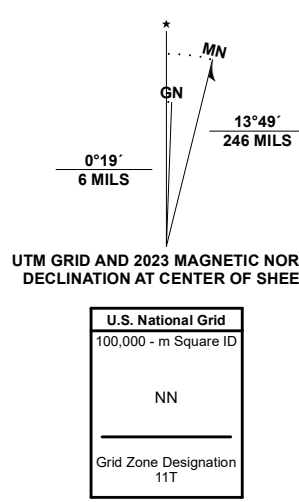 ★
MN
GN
13°49´
246 MILS
0°19´
6 MILS
UTM GRID AND 2023 MAGNETIC NOR
DECLINATION AT CENTER OF SHEE
U.S. National Grid
100,000 - m Square ID
NN
Grid Zone Designation
11T